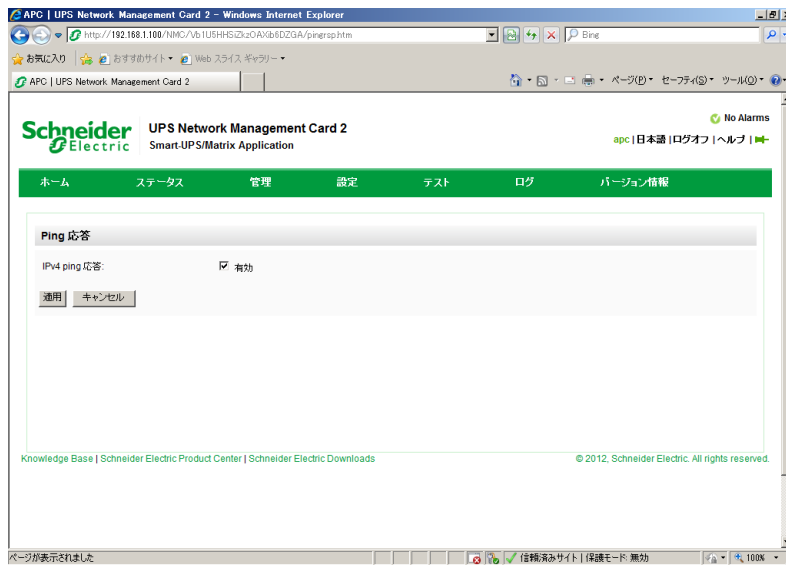 APC | UPS Network Management Card 2 - Windows Internet Explorer
http://192.168.1.100/NMC/Vb1U5HHSiZkzOAXib6DZGA/pingrsp.htm
Bing
お気に入り おすすめサイト Web スライス ギャラリー
APC | UPS Network Management Card 2
ページ(P) セーフティ(S) ツール(O)
No Alarms
Schneider Electric
UPS Network Management Card 2
Smart-UPS/Matrix Application
apc | 日本語 | ログオフ | ヘルプ |
ホーム ステータス 管理 設定 テスト ログ バージョン情報
Ping 応答
IPv4 ping 応答: 有効
適用 キャンセル
Knowledge Base | Schneider Electric Product Center | Schneider Electric Downloads
© 2012, Schneider Electric. All rights reserved.
ページが表示されました
信頼済みサイト | 保護モード: 無効
100%